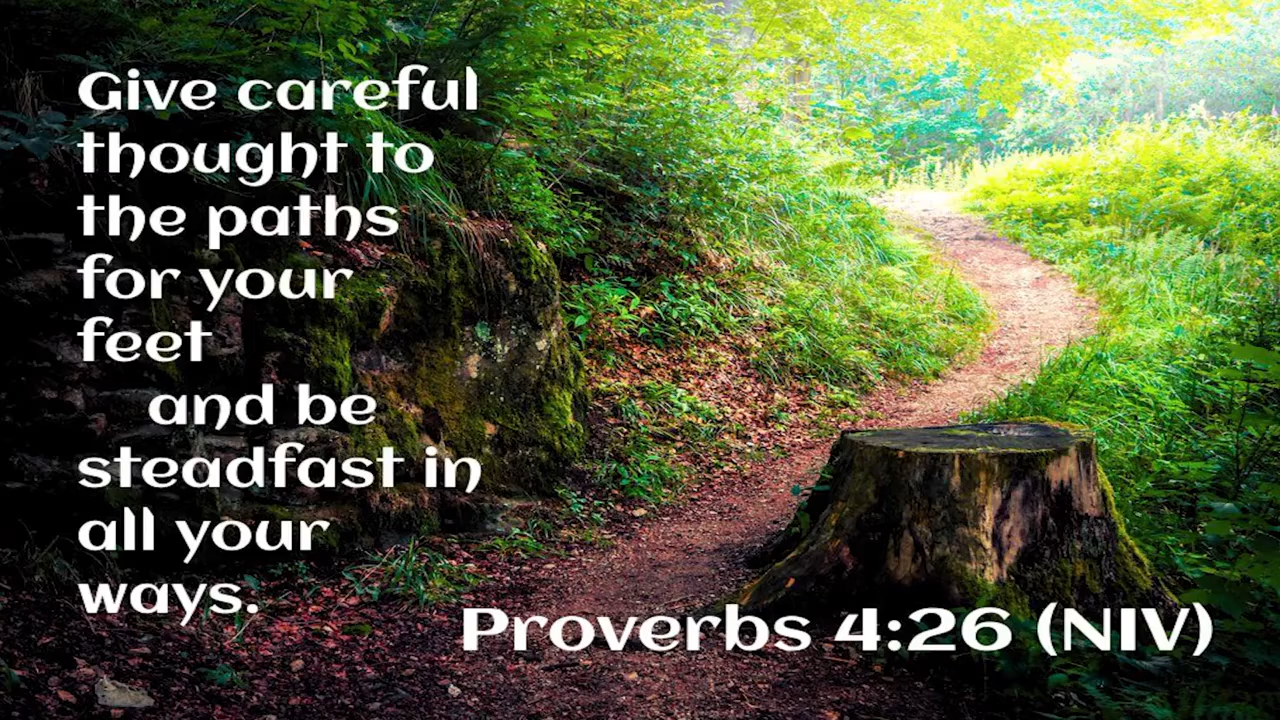 Give careful
thought to
the paths
for your
feet
and be
steadfast in
all your
ways.
Proverbs 4:26 (NIV)